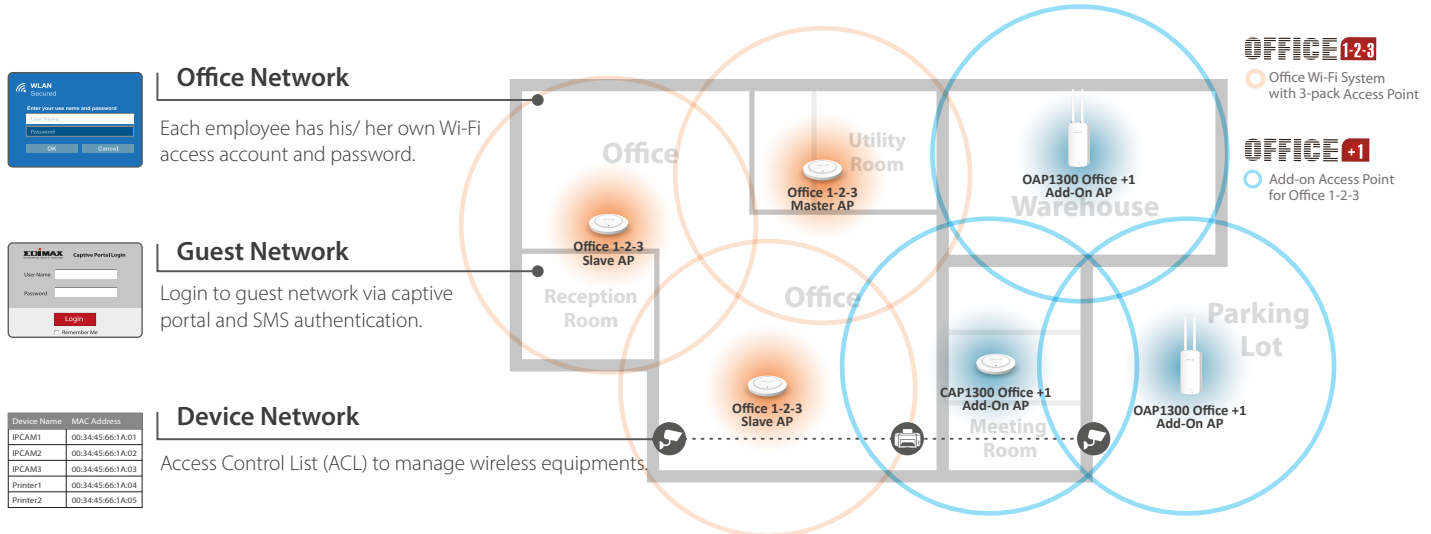 Office Network
Each employee has his/ her own Wi-Fi
access account and password.
WLAN
Secured
Enter your use name and password
User Name
Password
OK
Cancel
Guest Network
Login to guest network via captive
portal and SMS authentication.
EDIMAX
Captive Portal Login
User Name
Password
Login
Remember Me
Device Network
Access Control List (ACL) to manage wireless equipments.
Device Name MAC Address
IPCAM1 00:34:45:66:1A:01
IPCAM2 00:34:45:66:1A:02
IPCAM3 00:34:45:66:1A:03
Printer1 00:34:45:66:1A:04
Printer2 00:34:45:66:1A:05
Office
Office 1-2-3
Slave AP
Reception
Room
Utility
Room
Office 1-2-3
Master AP
Office
Office 1-2-3
Slave AP
OAP1300 Office +1
Add-On AP
Warehouse
CAP1300 Office +1
Add-On AP
Meeting
Room
Parking
Lot
OAP1300 Office +1
Add-On AP
OFFICE 1-2-3
Office Wi-Fi System
with 3-pack Access Point
OFFICE +1
Add-on Access Point
for Office 1-2-3